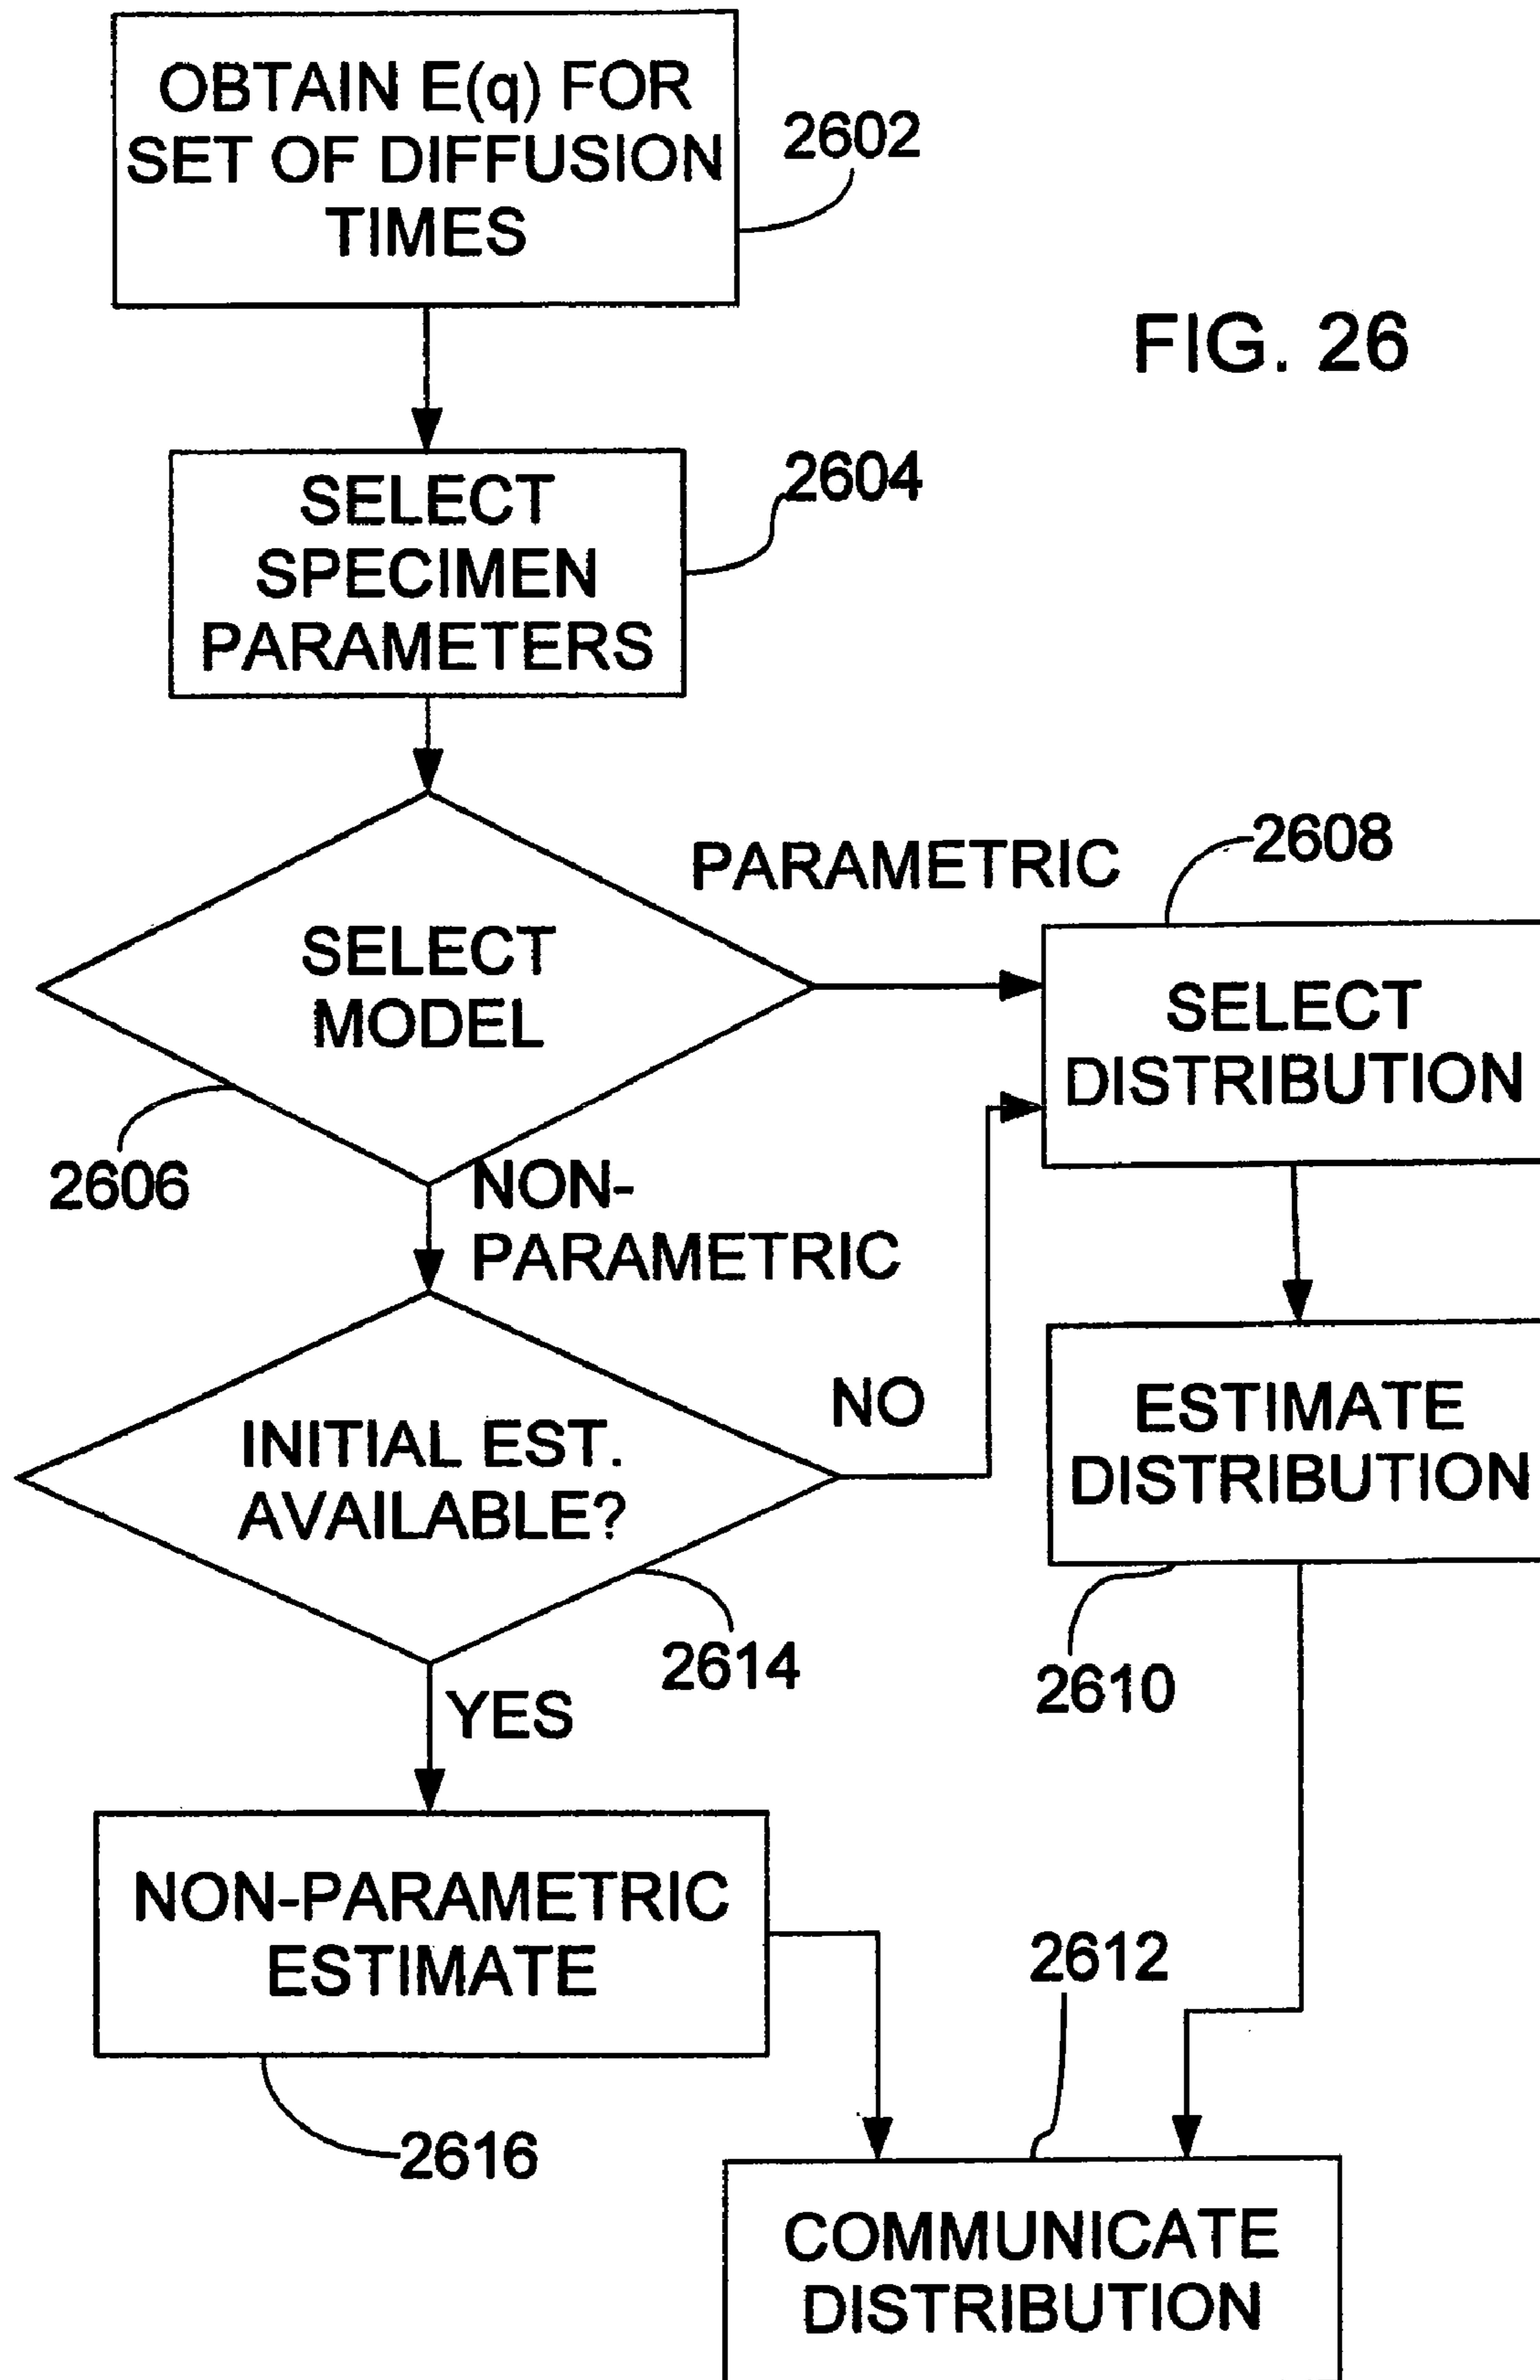 OBTAIN E(q) FOR
SET OF DIFFUSION
TIMES
2602
FIG. 26
SELECT
SPECIMEN
PARAMETERS
2604
SELECT
MODEL
2606
PARAMETRIC
2608
SELECT
DISTRIBUTION
NON-
PARAMETRIC
INITIAL EST.
AVAILABLE?
NO
2614
ESTIMATE
DISTRIBUTION
2610
YES
NON-PARAMETRIC
ESTIMATE
2616
2612
COMMUNICATE
DISTRIBUTION